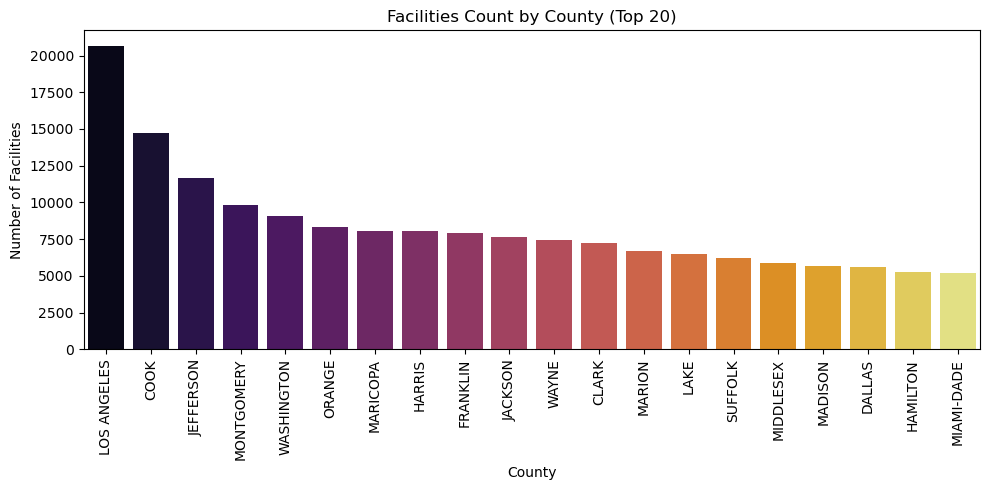 Facilities Count by County (Top 20)
Number of Facilities
20000
17500
15000
12500
10000
7500
5000
2500
0
LOS ANGELES
COOK
JEFFERSON
MONTGOMERY
WASHINGTON
ORANGE
MARICOPA
HARRIS
FRANKLIN
JACKSON
WAYNE
CLARK
MARION
LAKE
SUFFOLK
MIDDLESEX
MADISON
DALLAS
HAMILTON
MIAMI-DADE
County